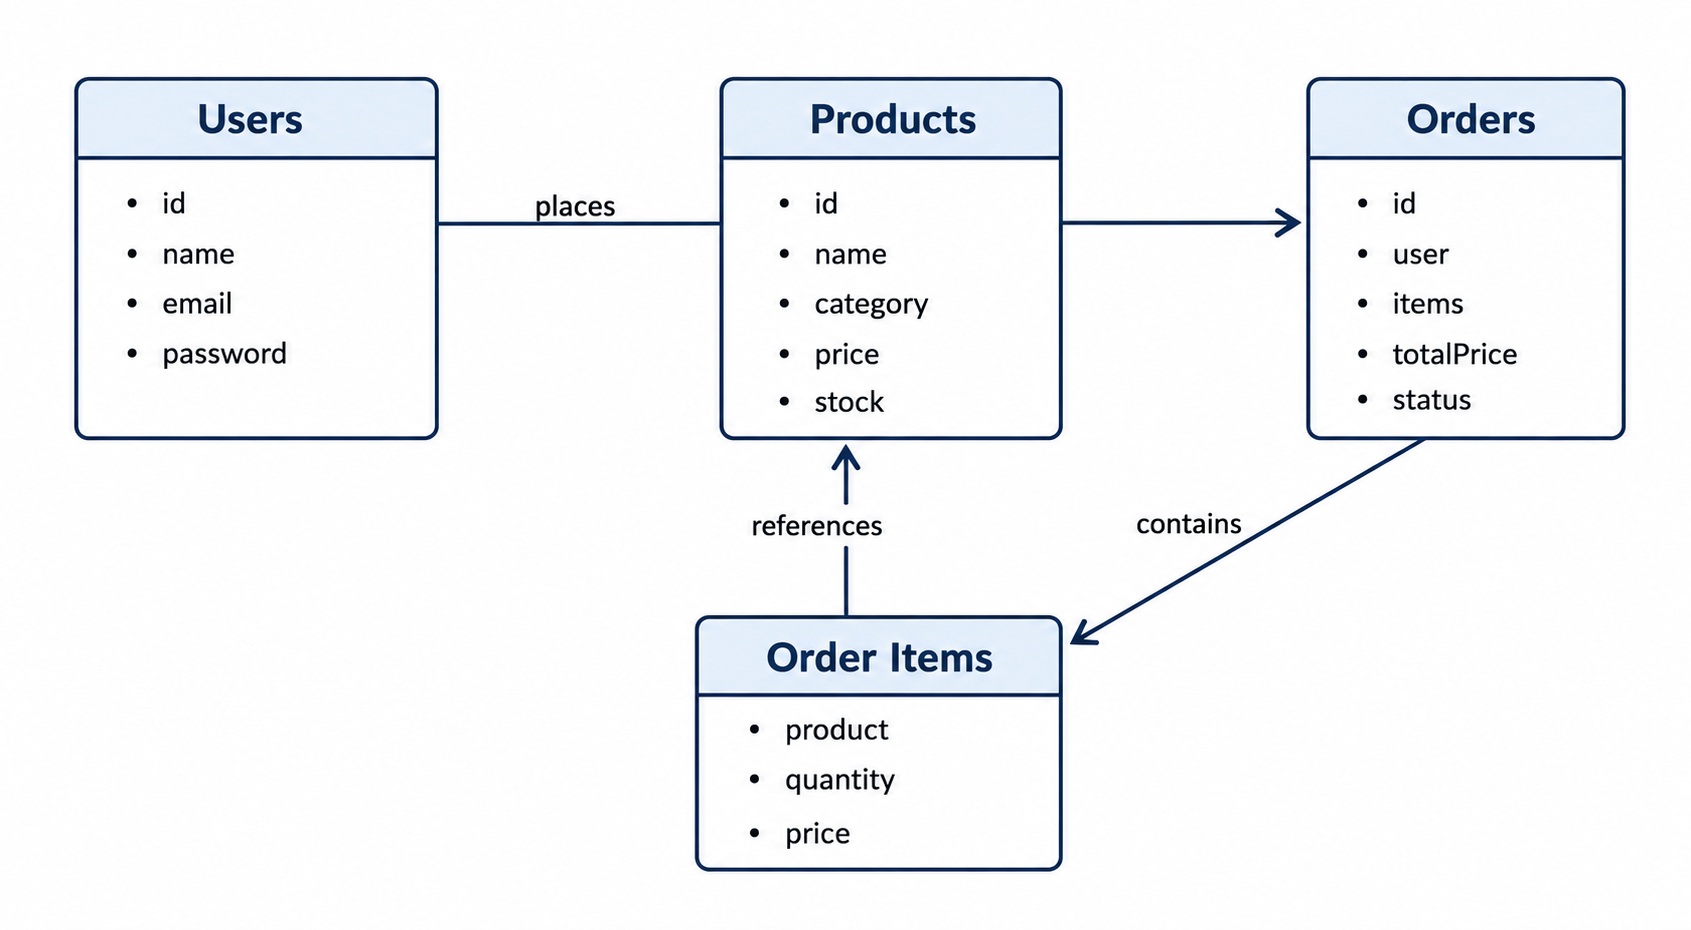 Users
• id
• name
• email
• password
places
Products
• id
• name
• category
• price
• stock
Orders
• id
• user
• items
• totalPrice
• status
references
contains
Order Items
• product
• quantity
• price